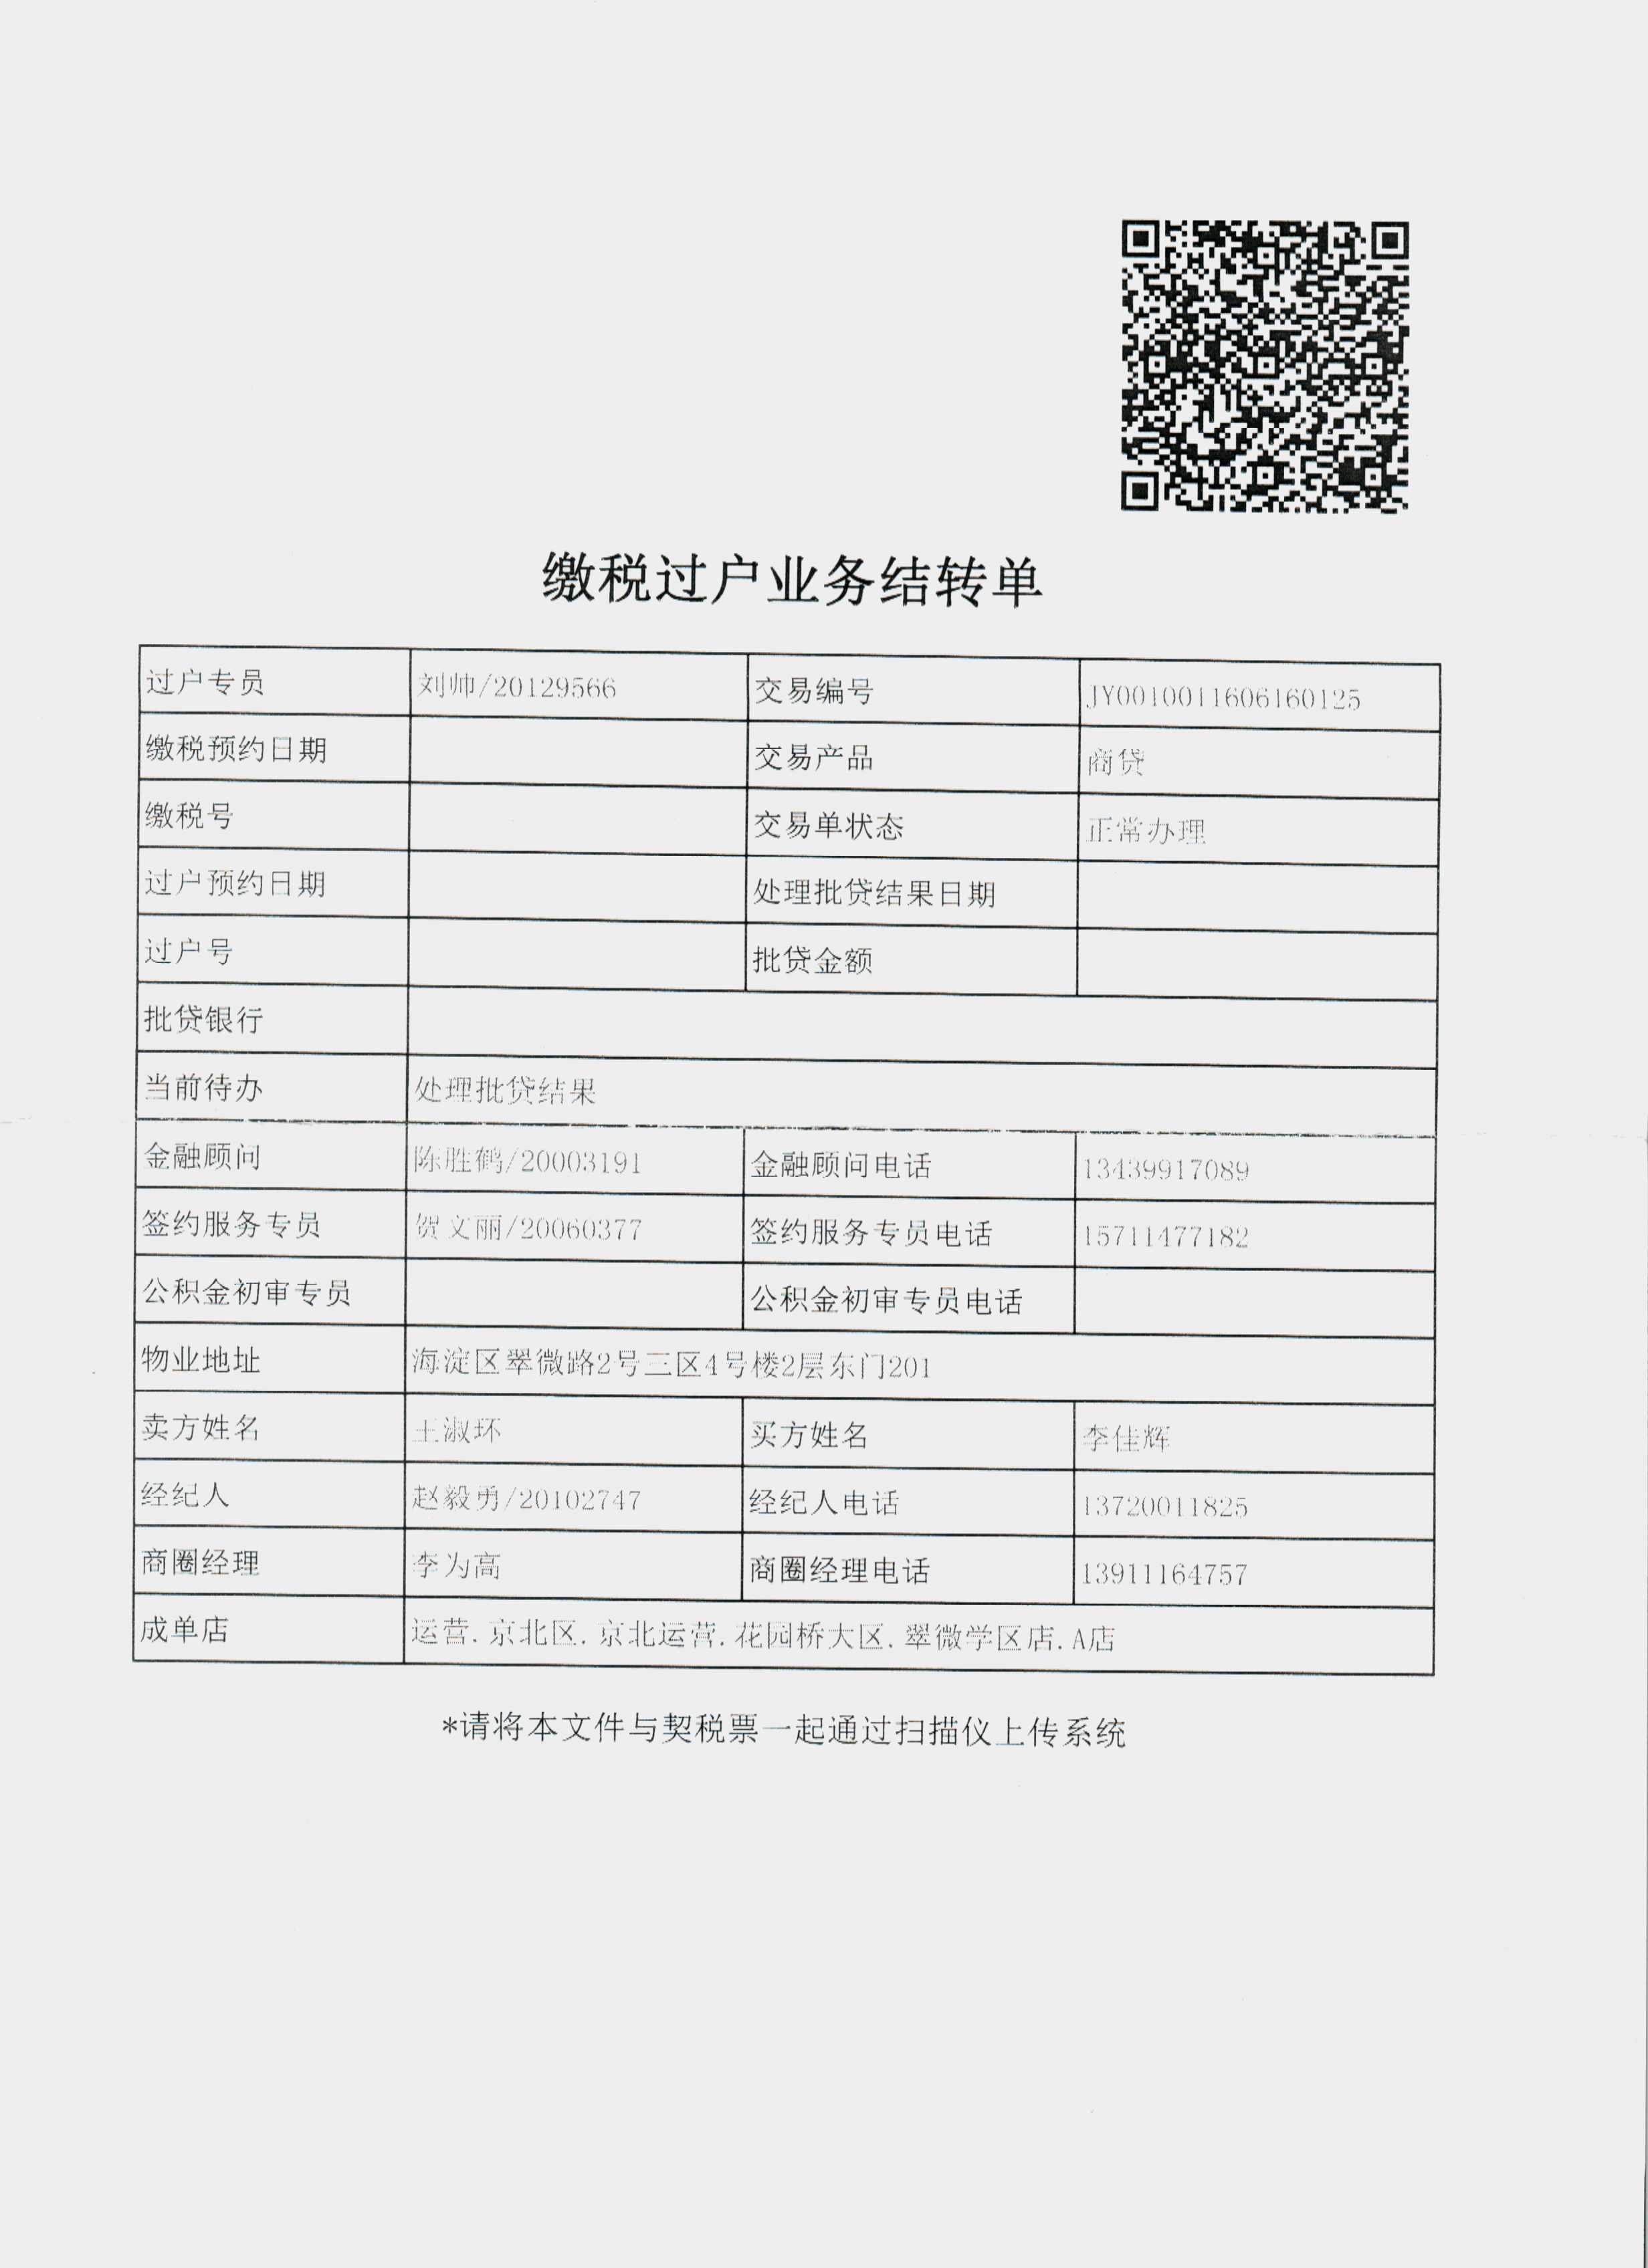 缴税过户业务结转单
过户专员 刘帅/20129566 交易编号 JY0010011606160125
缴税预约日期 交易产品 商贷
缴税号 交易单状态 正常办理
过户预约日期 处理批贷结果日期
过户号 批贷金额
批贷银行
当前待办 处理批贷结果
金融顾问 陈胜鹤/20003191 金融顾问电话 13439917089
签约服务专员 贺文丽/20060377 签约服务专员电话 15711477182
公积金初审专员 公积金初审专员电话
物业地址 海淀区翠微路2号三区4号楼2层东门201
卖方姓名 王淑环 买方姓名 李佳辉
经纪人 赵毅勇/20102747 经纪人电话 13720011825
商圈经理 李为高 商圈经理电话 13911164757
成单店 运营.京北区.京北运营.花园桥大区.翠微学区店.A店
*请将本文件与契税票一起通过扫描仪上传系统